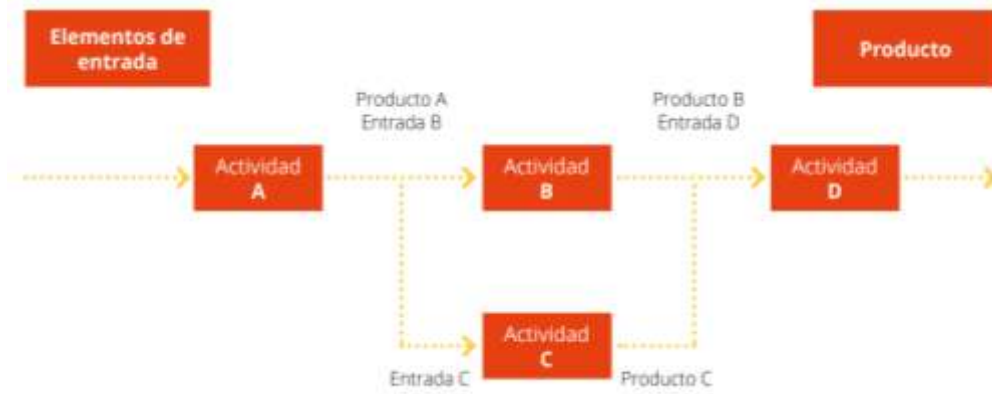 Elementos de
entrada
Producto
Producto A
Entrada B
Producto B
Entrada D
Actividad
A
Actividad
B
Actividad
D
Actividad
C
Entrada C
Producto C